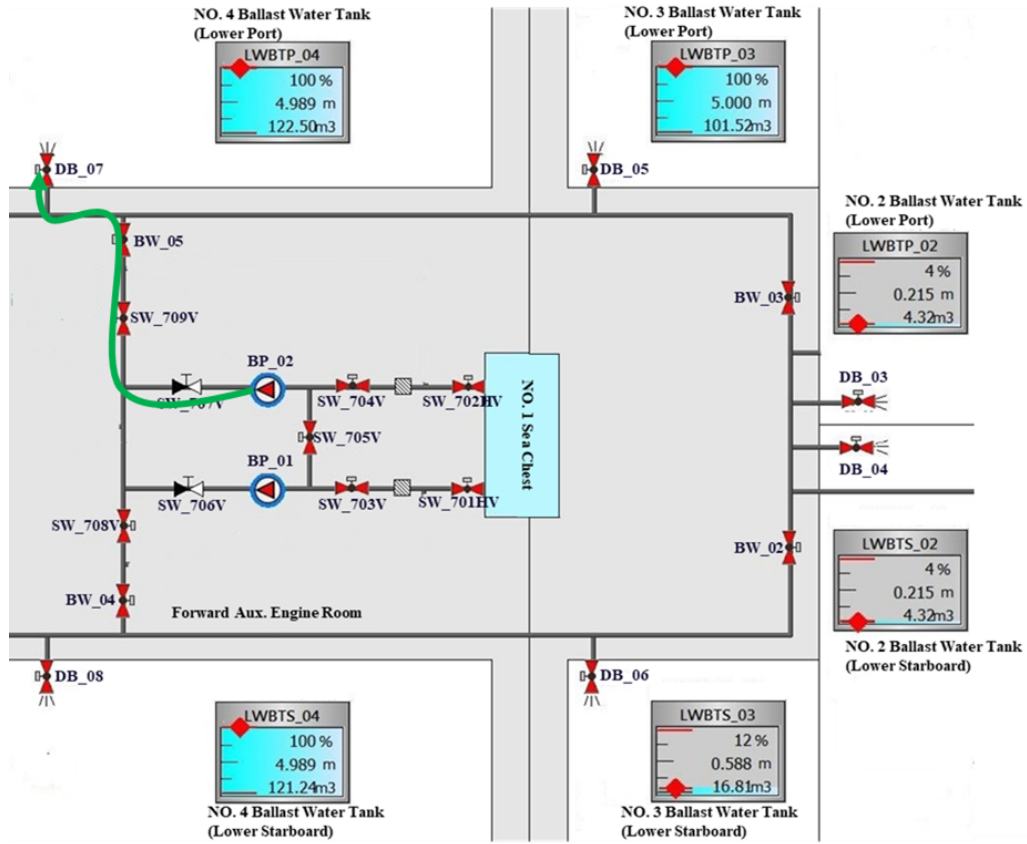 NO. 4 Ballast Water Tank
(Lower Port)
LWBTP_04
100 %
4.989 m
122.50m3
NO. 3 Ballast Water Tank
(Lower Port)
LWBTP_03
100 %
5.000 m
101.52m3
DB_07
DB_05
NO. 2 Ballast Water Tank
(Lower Port)
LWBTP_02
4 %
0.215 m
4.32m3
BW_05
BW_03
SW_709V
BP_02
SW_707V
SW_704V
SW_702HV
NO. 1 Sea Chest
DB_03
SW_705V
BP_01
DB_04
SW_706V
SW_703V
SW_701HV
SW_708V
BW_02
LWBTS_02
4 %
0.215 m
4.32m3
BW_04
Forward Aux. Engine Room
NO. 2 Ballast Water Tank
(Lower Starboard)
DB_08
DB_06
LWBTS_04
100 %
4.989 m
121.24m3
NO. 4 Ballast Water Tank
(Lower Starboard)
LWBTS_03
12 %
0.588 m
16.81m3
NO. 3 Ballast Water Tank
(Lower Starboard)